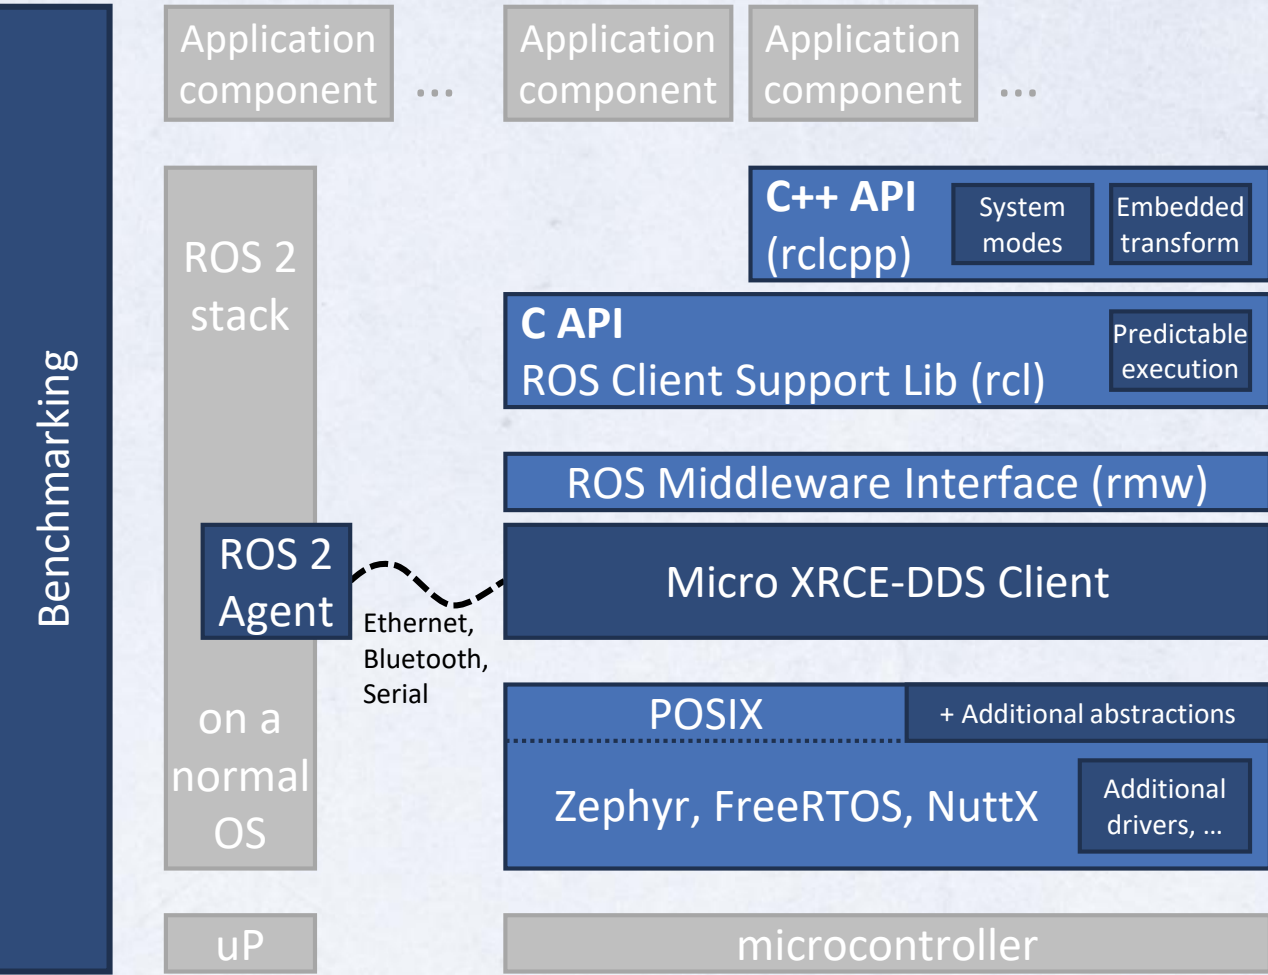 Benchmarking
Application
component
...
Application
component
Application
component
...
ROS 2
stack
on a
normal
OS
C++ API
(rclcpp)
System
modes
Embedded
transform
C API
ROS Client Support Lib (rcl)
Predictable
execution
ROS Middleware Interface (rmw)
ROS 2
Agent
Ethernet,
Bluetooth,
Serial
Micro XRCE-DDS Client
POSIX
+ Additional abstractions
Zephyr, FreeRTOS, NuttX
Additional
drivers, ...
uP
microcontroller